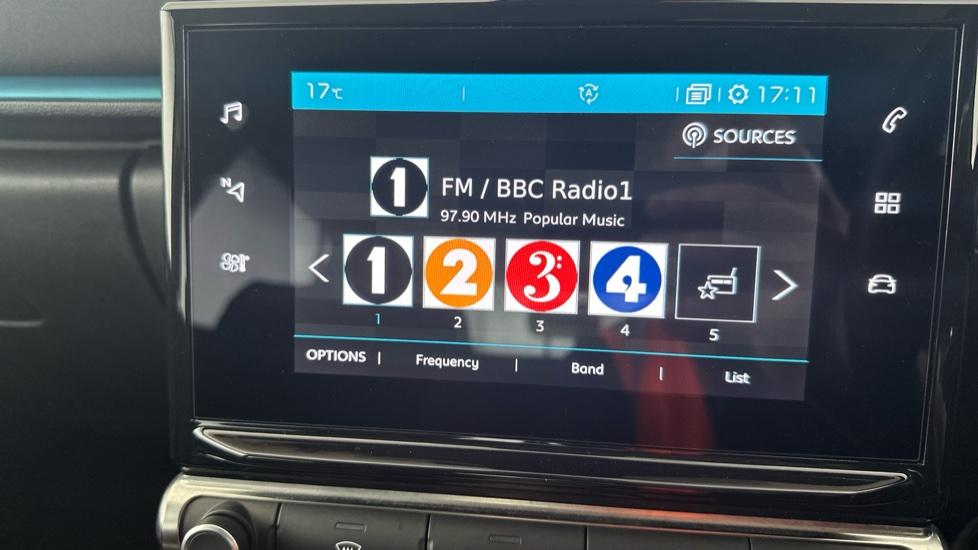 17°C A 17:11
SOURCES
1 FM / BBC Radio1
97.90 MHz Popular Music
N
1 2 3: 4
1 2 3 4 5
OPTIONS | Frequency | Band | List